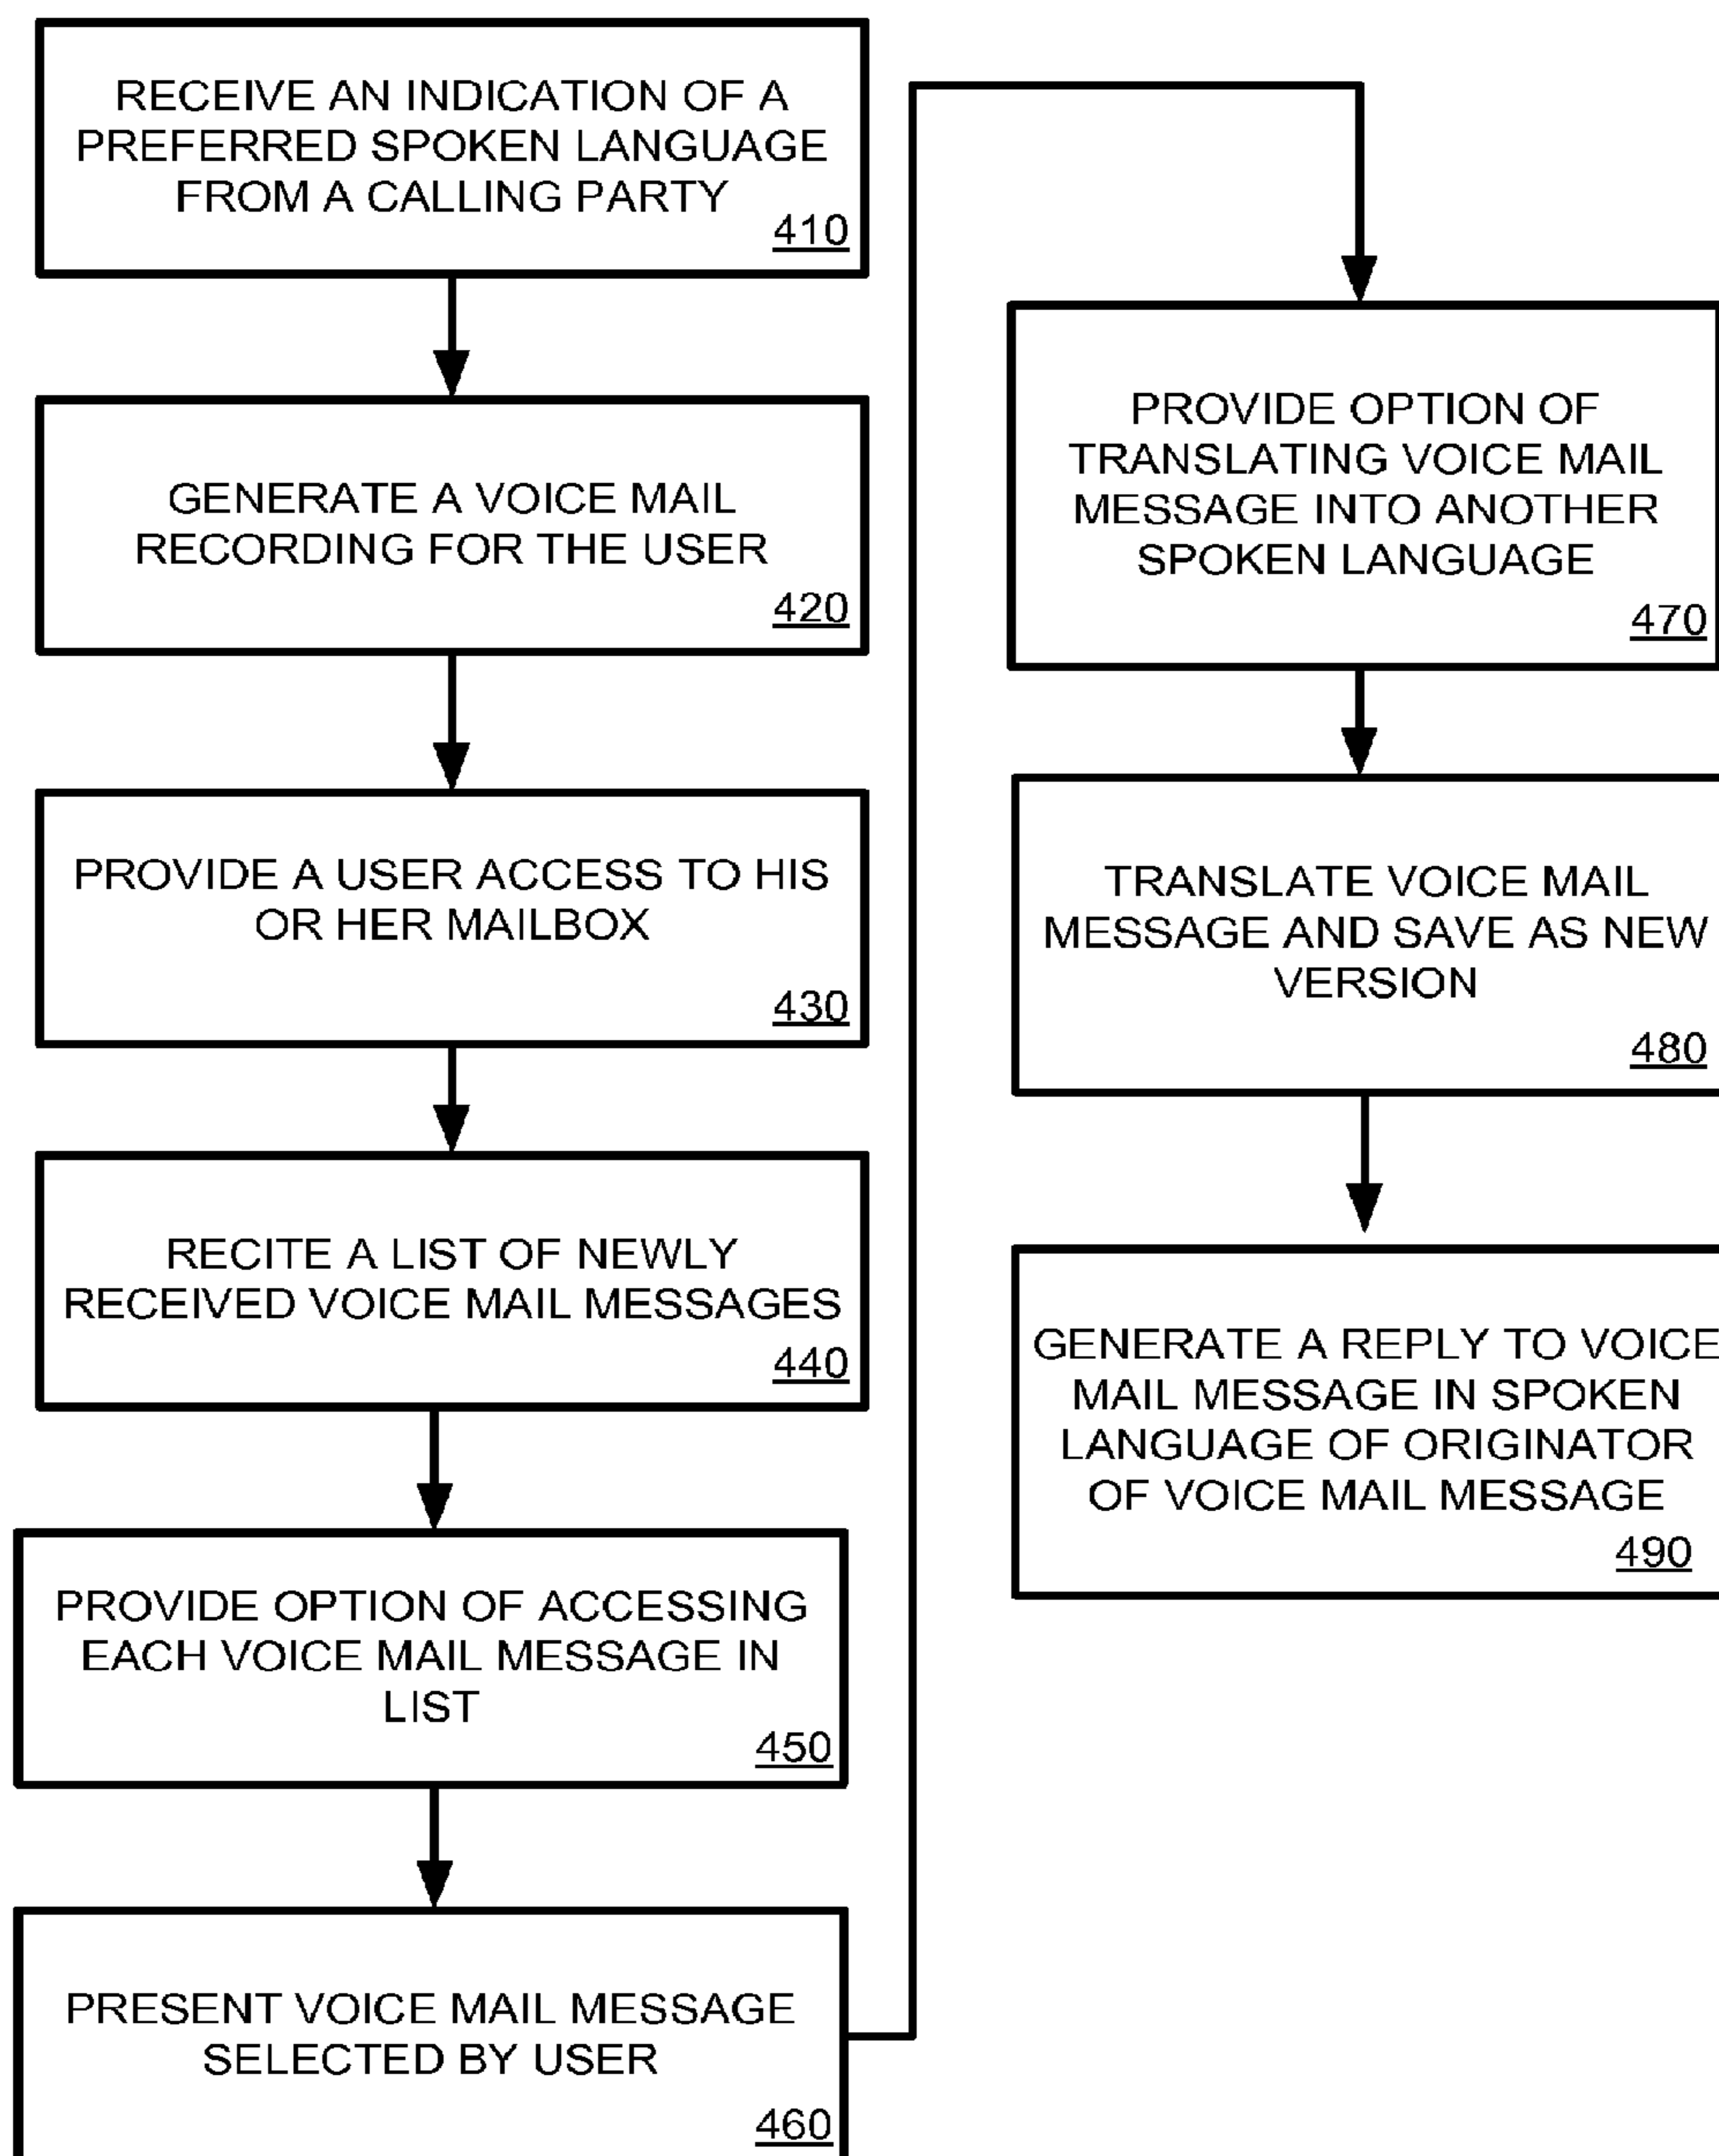 RECEIVE AN INDICATION OF A
PREFERRED SPOKEN LANGUAGE
FROM A CALLING PARTY
410
GENERATE A VOICE MAIL
RECORDING FOR THE USER
420
PROVIDE A USER ACCESS TO HIS
OR HER MAILBOX
430
RECITE A LIST OF NEWLY
RECEIVED VOICE MAIL MESSAGES
440
PROVIDE OPTION OF ACCESSING
EACH VOICE MAIL MESSAGE IN
LIST
450
PRESENT VOICE MAIL MESSAGE
SELECTED BY USER
460
PROVIDE OPTION OF
TRANSLATING VOICE MAIL
MESSAGE INTO ANOTHER
SPOKEN LANGUAGE
470
TRANSLATE VOICE MAIL
MESSAGE AND SAVE AS NEW
VERSION
480
GENERATE A REPLY TO VOICE
MAIL MESSAGE IN SPOKEN
LANGUAGE OF ORIGINATOR
OF VOICE MAIL MESSAGE
490